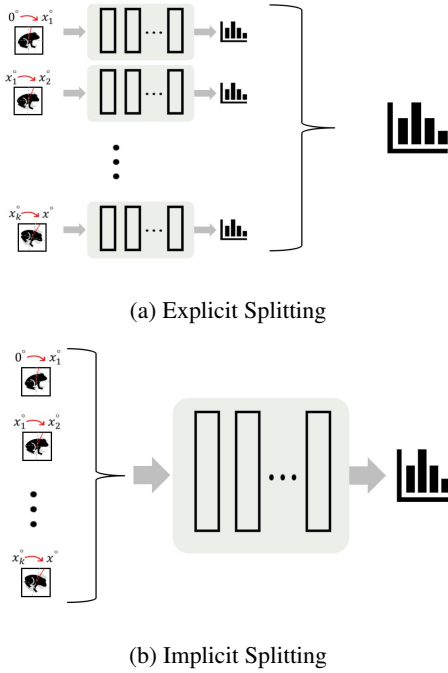 0° x₁°
x₁° x₂°
...
xₖ° x°
(a) Explicit Splitting
0° x₁°
x₁° x₂°
...
xₖ° x°
(b) Implicit Splitting